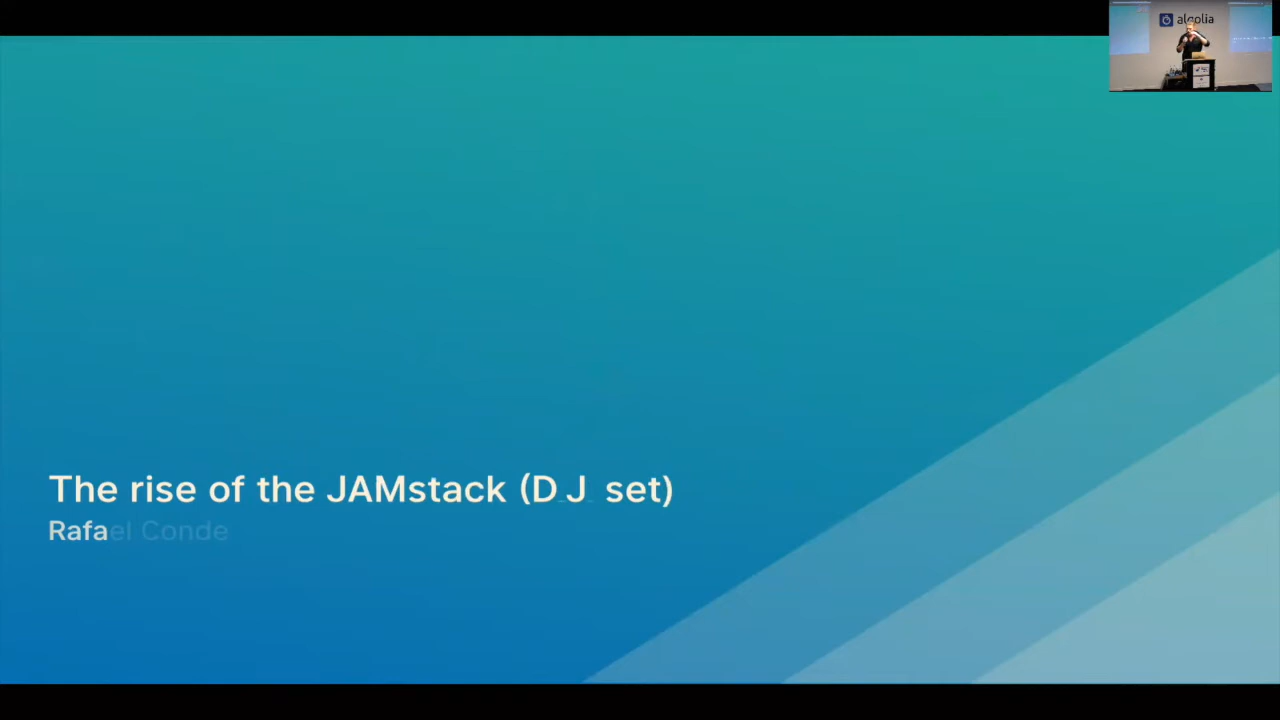 algolia
The rise of the JAMstack (D J set)
Rafael Conde